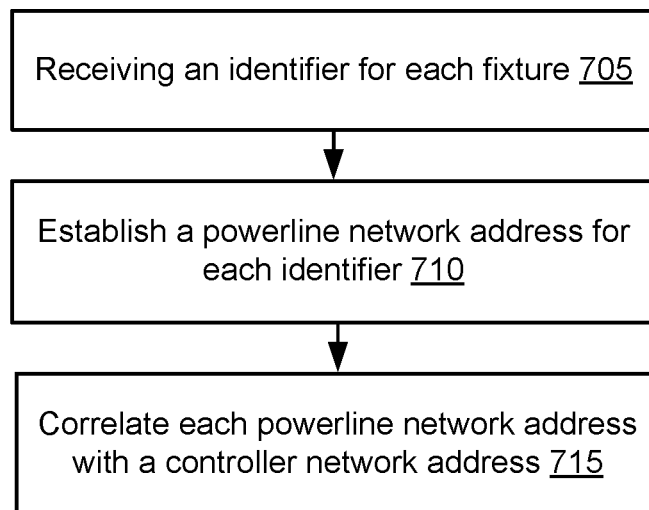 Receiving an identifier for each fixture 705
Establish a powerline network address for
each identifier 710
Correlate each powerline network address
with a controller network address 715